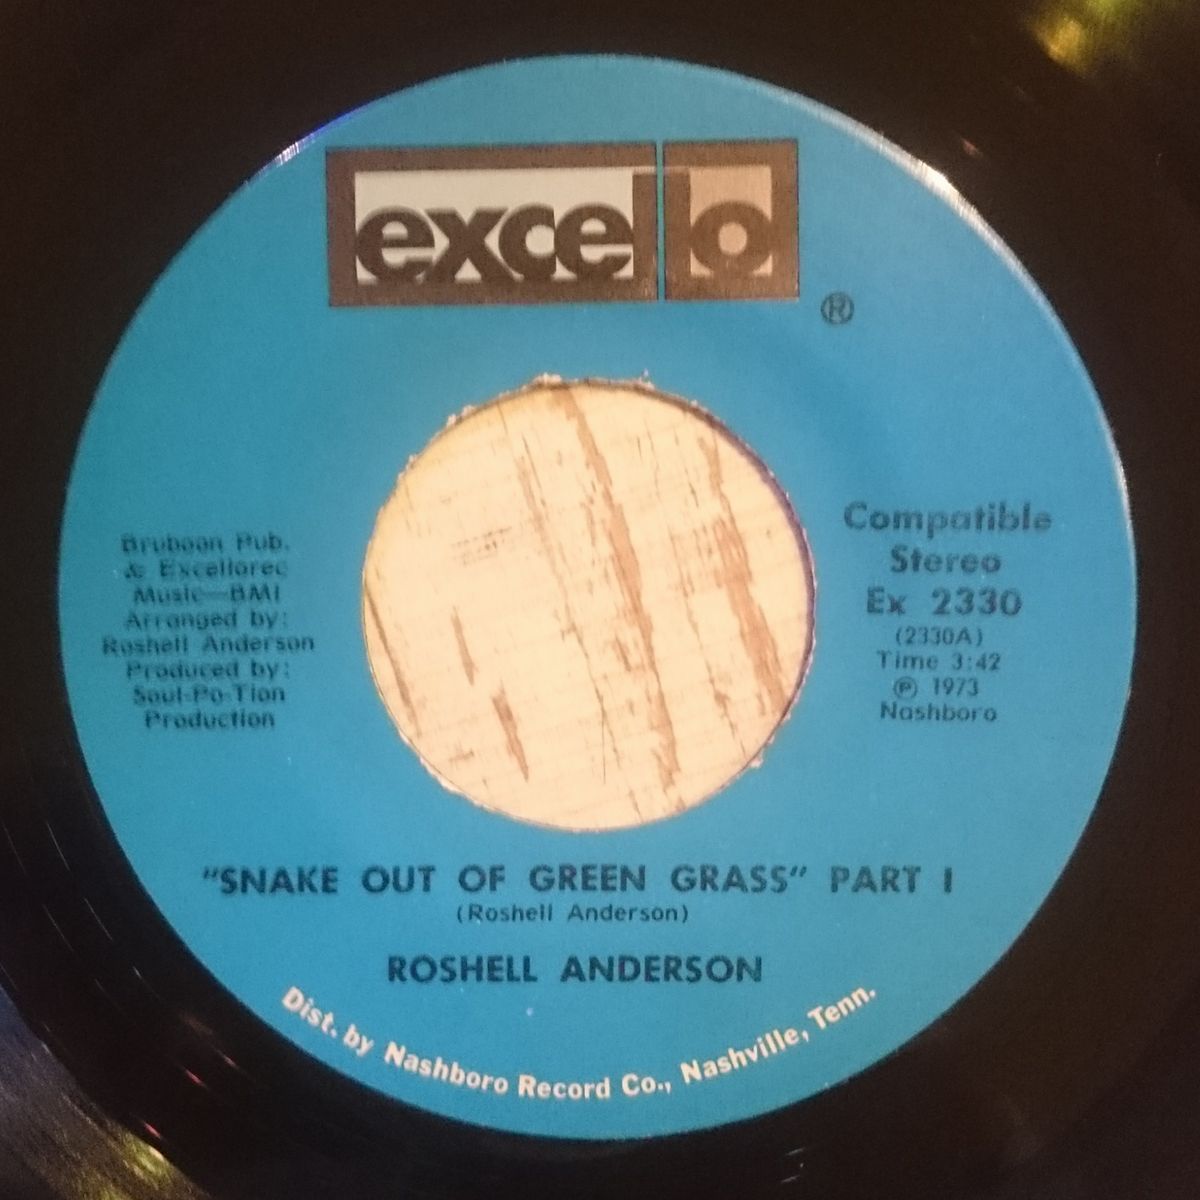 excello
®
Bruboon Pub.
& Excellorec
Music—BMI
Arranged by:
Roshell Anderson
Produced by:
Soul-Po-Tion
Production
Compatible
Stereo
Ex 2330
(2330A)
Time 3:42
℗ 1973
Nashboro
"SNAKE OUT OF GREEN GRASS" PART I
(Roshell Anderson)
ROSHELL ANDERSON
Dist. by Nashboro Record Co., Nashville, Tenn.